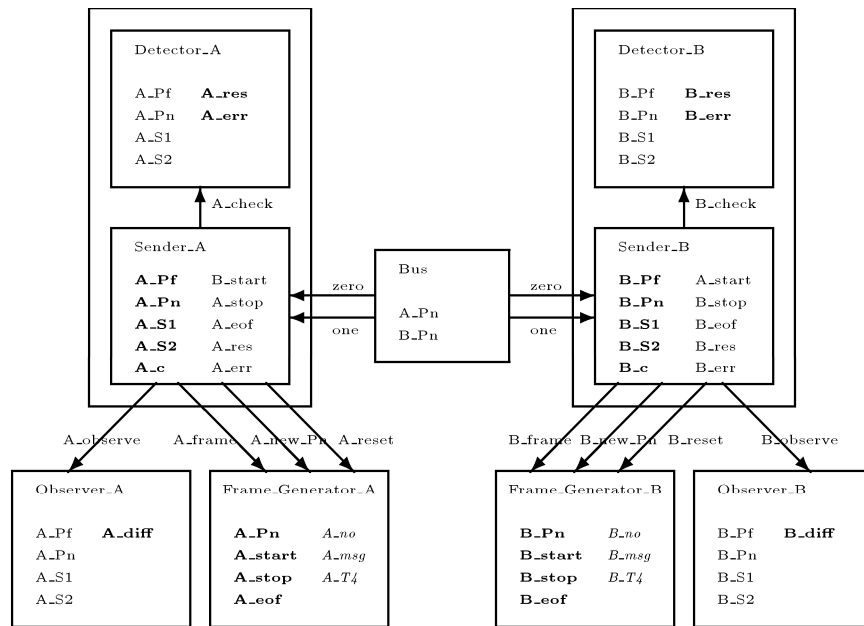 Detector_A
A_Pf A_res
A_Pn A_err
A_S1
A_S2
A_check
Sender_A
A_Pf B_start
A_Pn A_stop
A_S1 A_eof
A_S2 A_res
A_c A_err
Detector_B
B_Pf B_res
B_Pn B_err
B_S1
B_S2
B_check
Sender_B
B_Pf A_start
B_Pn B_stop
B_S1 B_eof
B_S2 B_res
B_c B_err
Bus
A_Pn
B_Pn
zero
one
zero
one
A_observe
A_frame
A_new_Pn
A_reset
B_frame
B_new_Pn
B_reset
B_observe
Observer_A
A_Pf A_diff
A_Pn
A_S1
A_S2
Frame_Generator_A
A_Pn A_no
A_start A_msg
A_stop A_T4
A_eof
Frame_Generator_B
B_Pn B_no
B_start B_msg
B_stop B_T4
B_eof
Observer_B
B_Pf B_diff
B_Pn
B_S1
B_S2